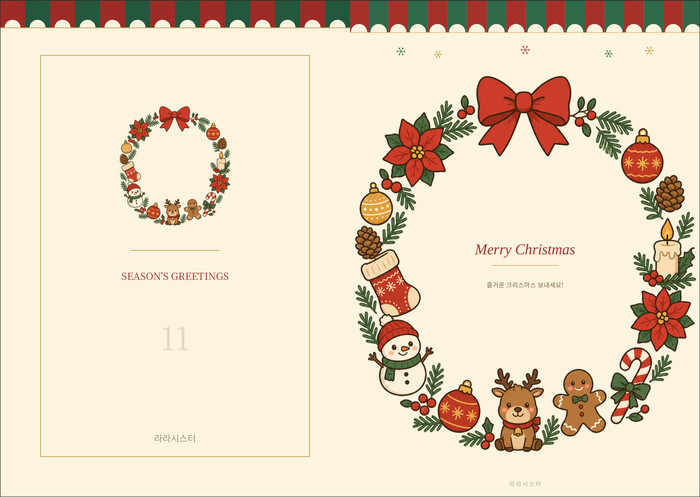 SEASON'S GREETINGS
11
라라시스터
Merry Christmas
즐거운 크리스마스 보내세요!
라라시스터